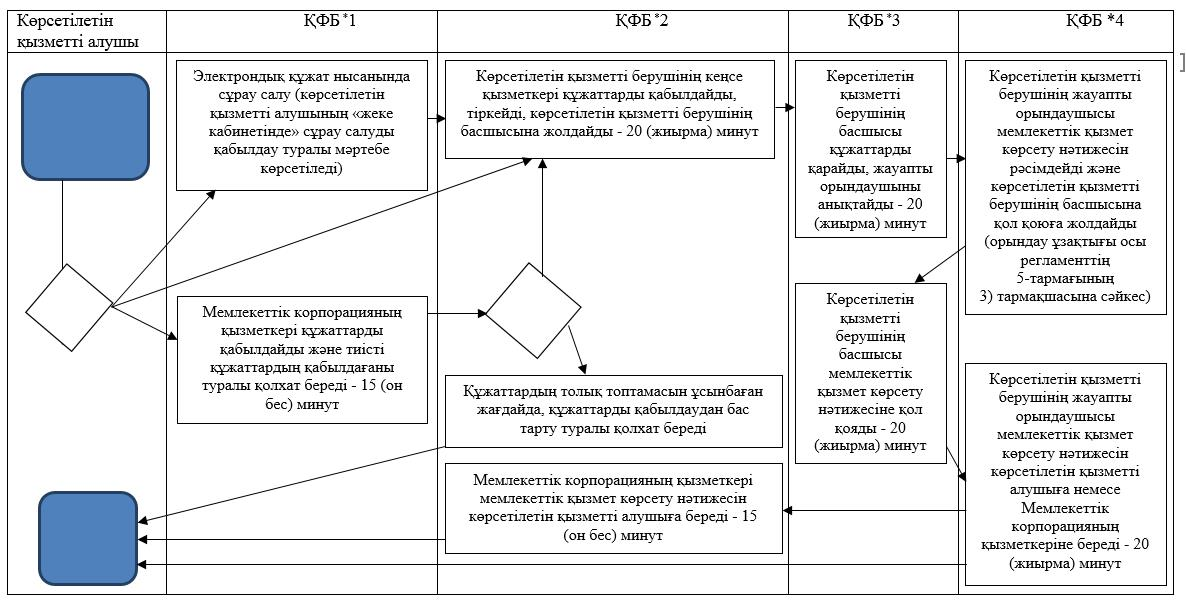 Көрсетілетін
қызметті алушы
ҚФБ *1
ҚФБ *2
ҚФБ *3
ҚФБ *4
Электрондық құжат нысанында
сұрау салу (көрсетілетін
қызметті алушының «жеке
кабинетінде» сұрау салуды
қабылдау туралы мәртебе
көрсетіледі)
Көрсетілетін қызметті берушінің кеңсе
қызметкері құжаттарды қабылдайды,
тіркейді, көрсетілетін қызметті берушінің
басшысына жолдайды - 20 (жиырма) минут
Көрсетілетін
қызметті
берушінің
басшысы
құжаттарды
қарайды, жауапты
орындаушыны
анықтайды - 20
(жиырма) минут
Көрсетілетін қызметті
берушінің жауапты
орындаушысы
мемлекеттік қызмет
көрсету нәтижесін
рәсімдейді және
көрсетілетін қызметті
берушінің басшысына
қол қоюға жолдайды
(орындау ұзақтығы осы
регламенттің
5-тармағының
3) тармақшасына сәйкес)
Мемлекеттік корпорацияның
қызметкері құжаттарды
қабылдайды және тиісті
құжаттардың қабылдағаны
туралы қолхат береді - 15 (он
бес) минут
Құжаттардың толық топтамасын ұсынбаған
жағдайда, құжаттарды қабылдаудан бас
тарту туралы қолхат береді
Мемлекеттік корпорацияның қызметкері
мемлекеттік қызмет көрсету нәтижесін
көрсетілетін қызметті алушыға береді - 15
(он бес) минут
Көрсетілетін
қызметті
берушінің
басшысы
мемлекеттік
қызмет көрсету
нәтижесіне қол
қояды - 20
(жиырма) минут
Көрсетілетін қызметті
берушінің жауапты
орындаушысы
мемлекеттік қызмет
көрсету нәтижесін
көрсетілетін қызметті
алушыға немесе
Мемлекеттік
корпорацияның
қызметкеріне береді - 20
(жиырма) минут